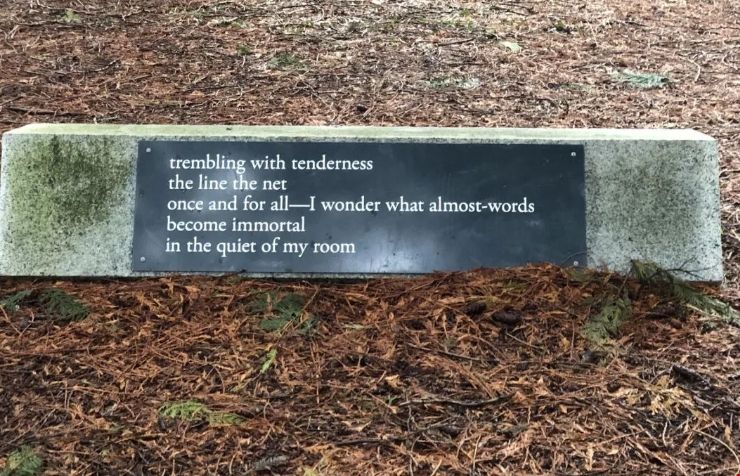 trembling with tenderness
the line the net
once and for all—I wonder what almost-words
become immortal
in the quiet of my room